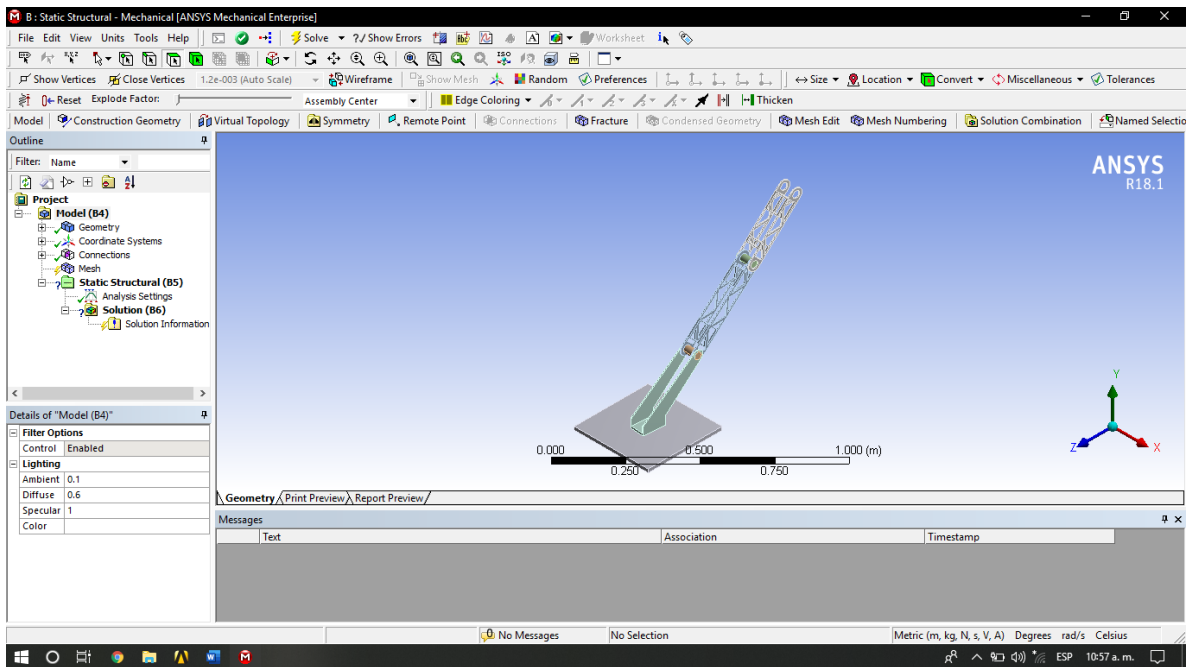 B : Static Structural - Mechanical [ANSYS Mechanical Enterprise]
File Edit View Units Tools Help Solve ?/ Show Errors Worksheet
Show Vertices Close Vertices 1.2e-003 (Auto Scale) Wireframe Show Mesh Random Preferences Size Location Convert Miscellaneous Tolerances
Reset Explode Factor: Assembly Center Edge Coloring Thicken
Model Construction Geometry Virtual Topology Symmetry Remote Point Connections Fracture Condensed Geometry Mesh Edit Mesh Numbering Solution Combination Named Selectio
Outline
Filter: Name
Project
Model (B4)
Geometry
Coordinate Systems
Connections
Mesh
Static Structural (B5)
Analysis Settings
Solution (B6)
Solution Information
Details of "Model (B4)"
Filter Options
Control Enabled
Lighting
Ambient 0.1
Diffuse 0.6
Specular 1
Color
ANSYS
R18.1
Y
Z X
0.000 0.500 1.000 (m)
0.250 0.750
Geometry Print Preview Report Preview
Messages
Text Association Timestamp
No Messages No Selection Metric (m, kg, N, s, V, A) Degrees rad/s Celsius
ESP 10:57 a. m.